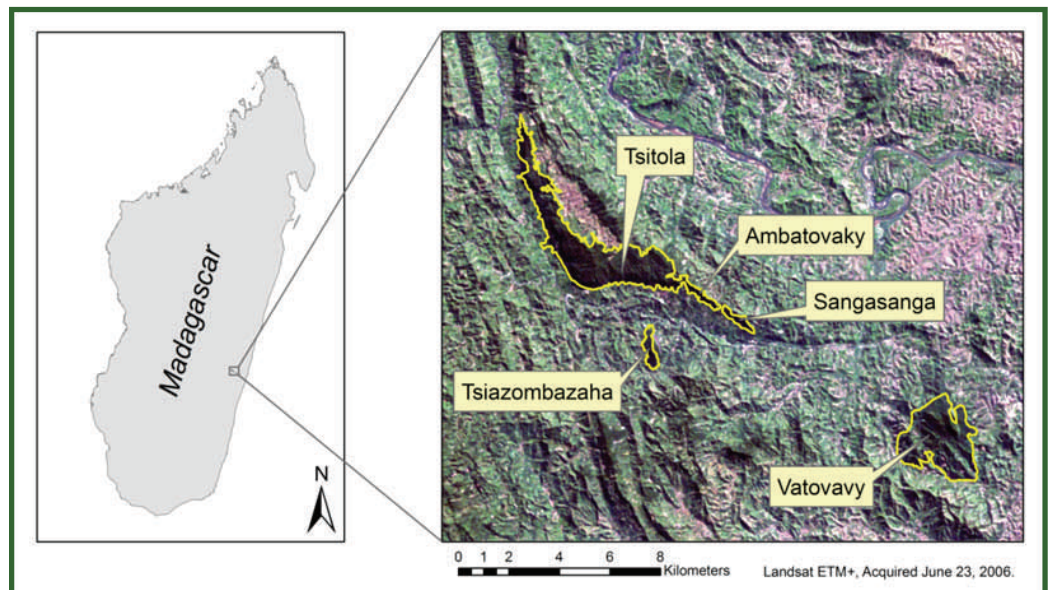 Madagascar
N
Tsitola
Ambatovaky
Sangasanga
Tsiazombazaha
Vatovavy
0 1 2 4 6 8
Kilometers
Landsat ETM+, Acquired June 23, 2006.